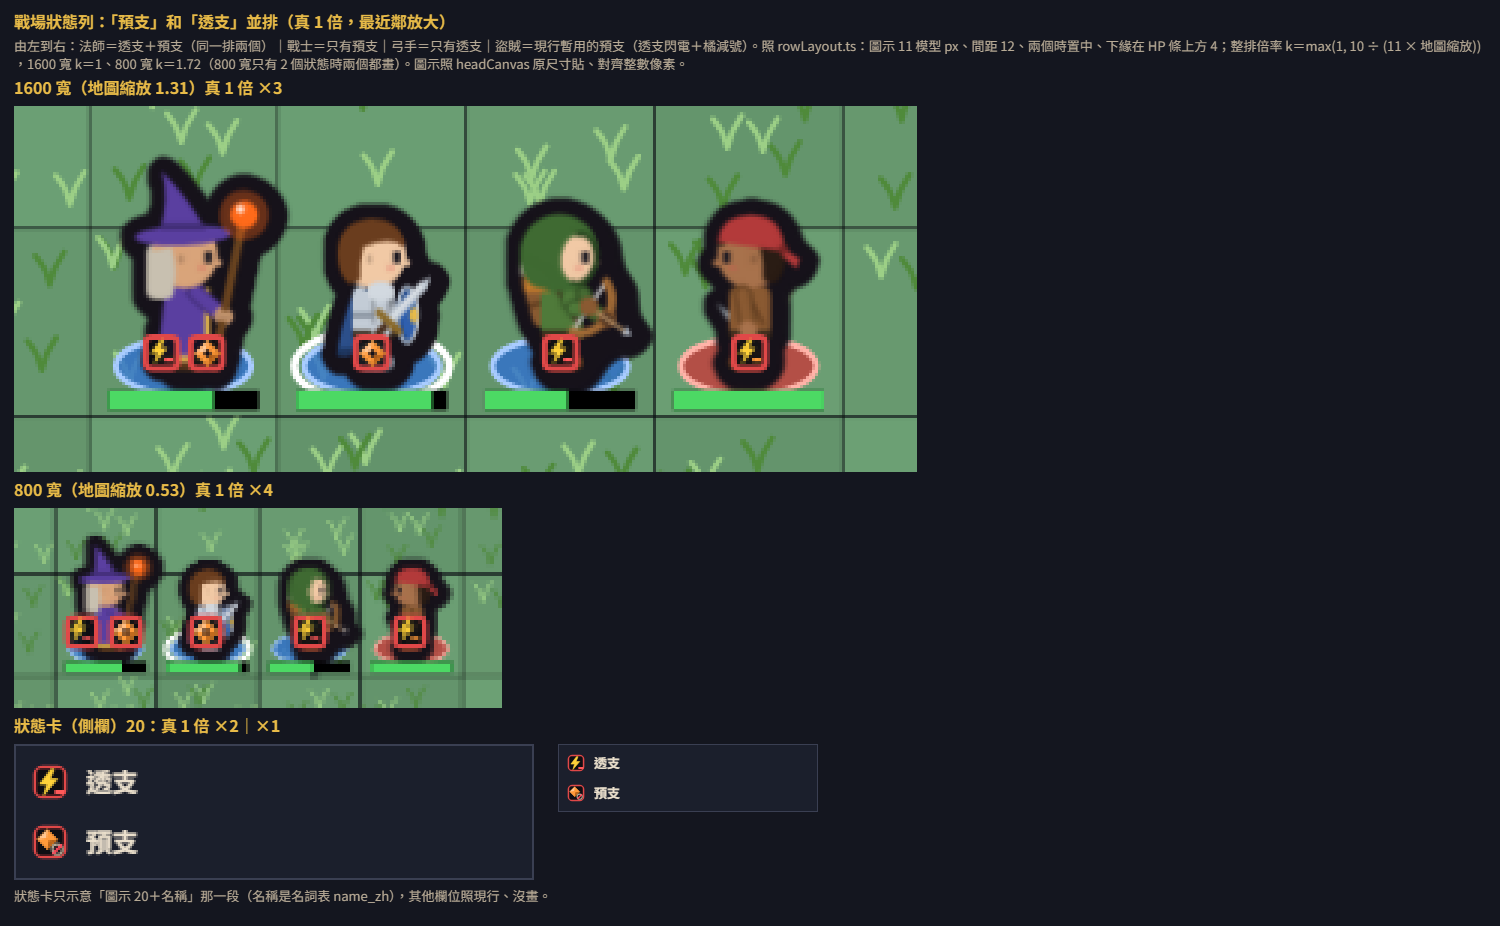 戰場狀態列：「預支」和「透支」並排（真 1 倍，最近鄰放大）
由左到右：法師＝透支＋預支（同一排兩個）｜戰士＝只有預支｜弓手＝只有透支｜盜賊＝現行暫用的預支（透支閃電＋橘減號）。照 rowLayout.ts：圖示 11 模型 px、間距 12、兩個時置中、下緣在 HP 條上方 4；整排倍率 k＝max(1, 10 ÷ (11 × 地圖縮放))
，1600 寬 k＝1、800 寬 k＝1.72（800 寬只有 2 個狀態時兩個都畫）。圖示照 headCanvas 原尺寸貼、對齊整數像素。
1600 寬（地圖縮放 1.31）真 1 倍 ×3
800 寬（地圖縮放 0.53）真 1 倍 ×4
狀態卡（側欄）20：真 1 倍 ×2｜×1
透支
預支
透支
預支
狀態卡只示意「圖示 20＋名稱」那一段（名稱是名詞表 name_zh），其他欄位照現行、沒畫。